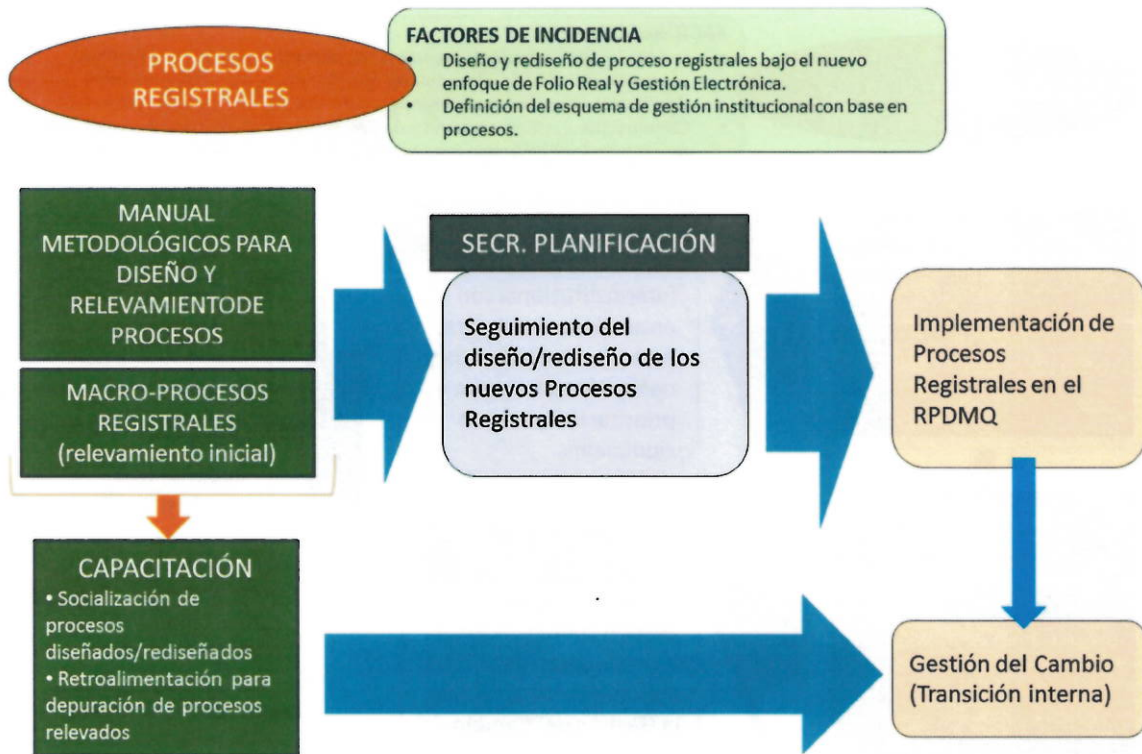 PROCESOS
REGISTRALES
FACTORES DE INCIDENCIA
• Diseño y rediseño de proceso registrales bajo el nuevo
enfoque de Folio Real y Gestión Electrónica.
• Definición del esquema de gestión institucional con base en
procesos.
MANUAL
METODOLÓGICOS PARA
DISEÑO Y
RELEVAMIENTODE
PROCESOS
MACRO-PROCESOS
REGISTRALES
(relevamiento inicial)
SECR. PLANIFICACIÓN
Seguimiento del
diseño/rediseño de los
nuevos Procesos
Registrales
Implementación de
Procesos
Registrales en el
RPDMQ
CAPACITACIÓN
• Socialización de
procesos
diseñados/rediseñados
• Retroalimentación para
depuración de procesos
relevados
Gestión del Cambio
(Transición interna)